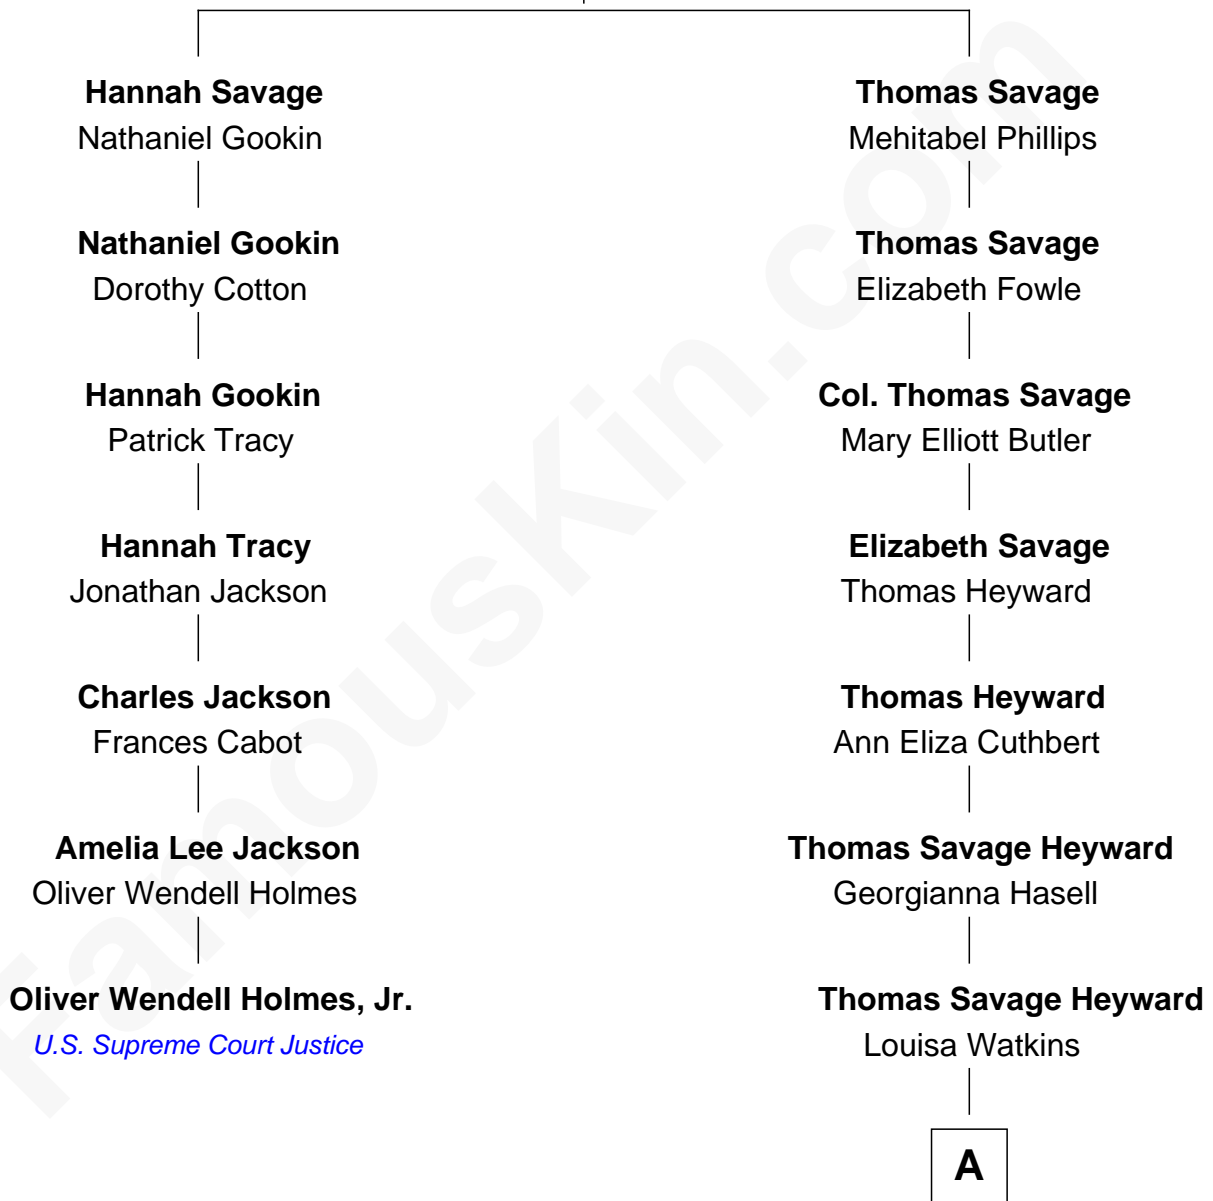 Hannah Savage
Nathaniel Gookin
Nathaniel Gookin
Dorothy Cotton
Hannah Gookin
Patrick Tracy
Hannah Tracy
Jonathan Jackson
Charles Jackson
Frances Cabot
Amelia Lee Jackson
Oliver Wendell Holmes
Oliver Wendell Holmes, Jr.
U.S. Supreme Court Justice
Thomas Savage
Mehitabel Phillips
Thomas Savage
Elizabeth Fowle
Col. Thomas Savage
Mary Elliott Butler
Elizabeth Savage
Thomas Heyward
Thomas Heyward
Ann Eliza Cuthbert
Thomas Savage Heyward
Georgianna Hasell
Thomas Savage Heyward
Louisa Watkins
A
FamousKin.com